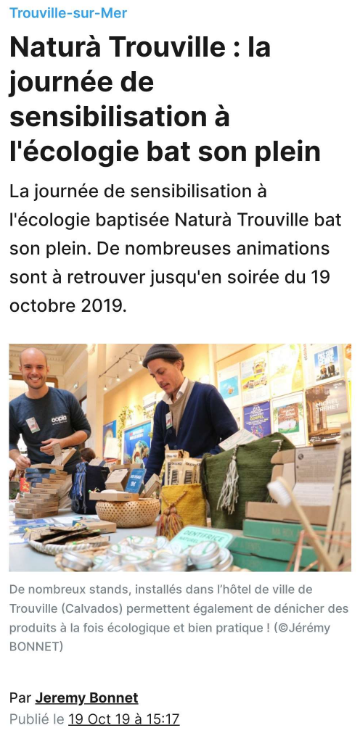 Trouville-sur-Mer
Naturà Trouville : la
journée de
sensibilisation à
l'écologie bat son plein
La journée de sensibilisation à
l'écologie baptisée Naturà Trouville bat
son plein. De nombreuses animations
sont à retrouver jusqu'en soirée du 19
octobre 2019.
De nombreux stands, installés dans l'hôtel de ville de
Trouville (Calvados) permettent également de dénicher des
produits à la fois écologique et bien pratique ! (©Jérémy
BONNET)
Par Jeremy Bonnet
Publié le 19 Oct 19 à 15:17